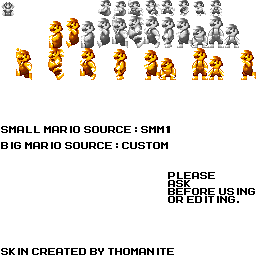 SMALL MARIO SOURCE : SMM1
BIG MARIO SOURCE : CUSTOM
PLEASE
ASK
BEFORE USING
OR EDITING.
SKIN CREATED BY THOMANITE